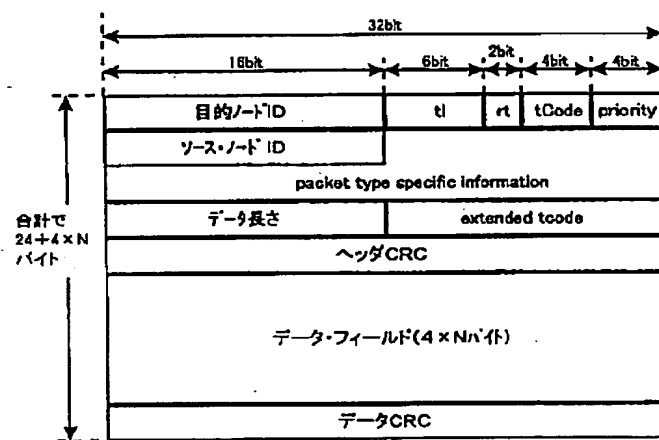 32bit
16bit 6bit 2bit 4bit 4bit
目的ノードID tl rt tCode priority
ソース・ノードID
packet type specific information
データ長さ extended tcode
合計で
24+4×N
バイト
ヘッダCRC
データ・フィールド(4×Nバイト)
データCRC